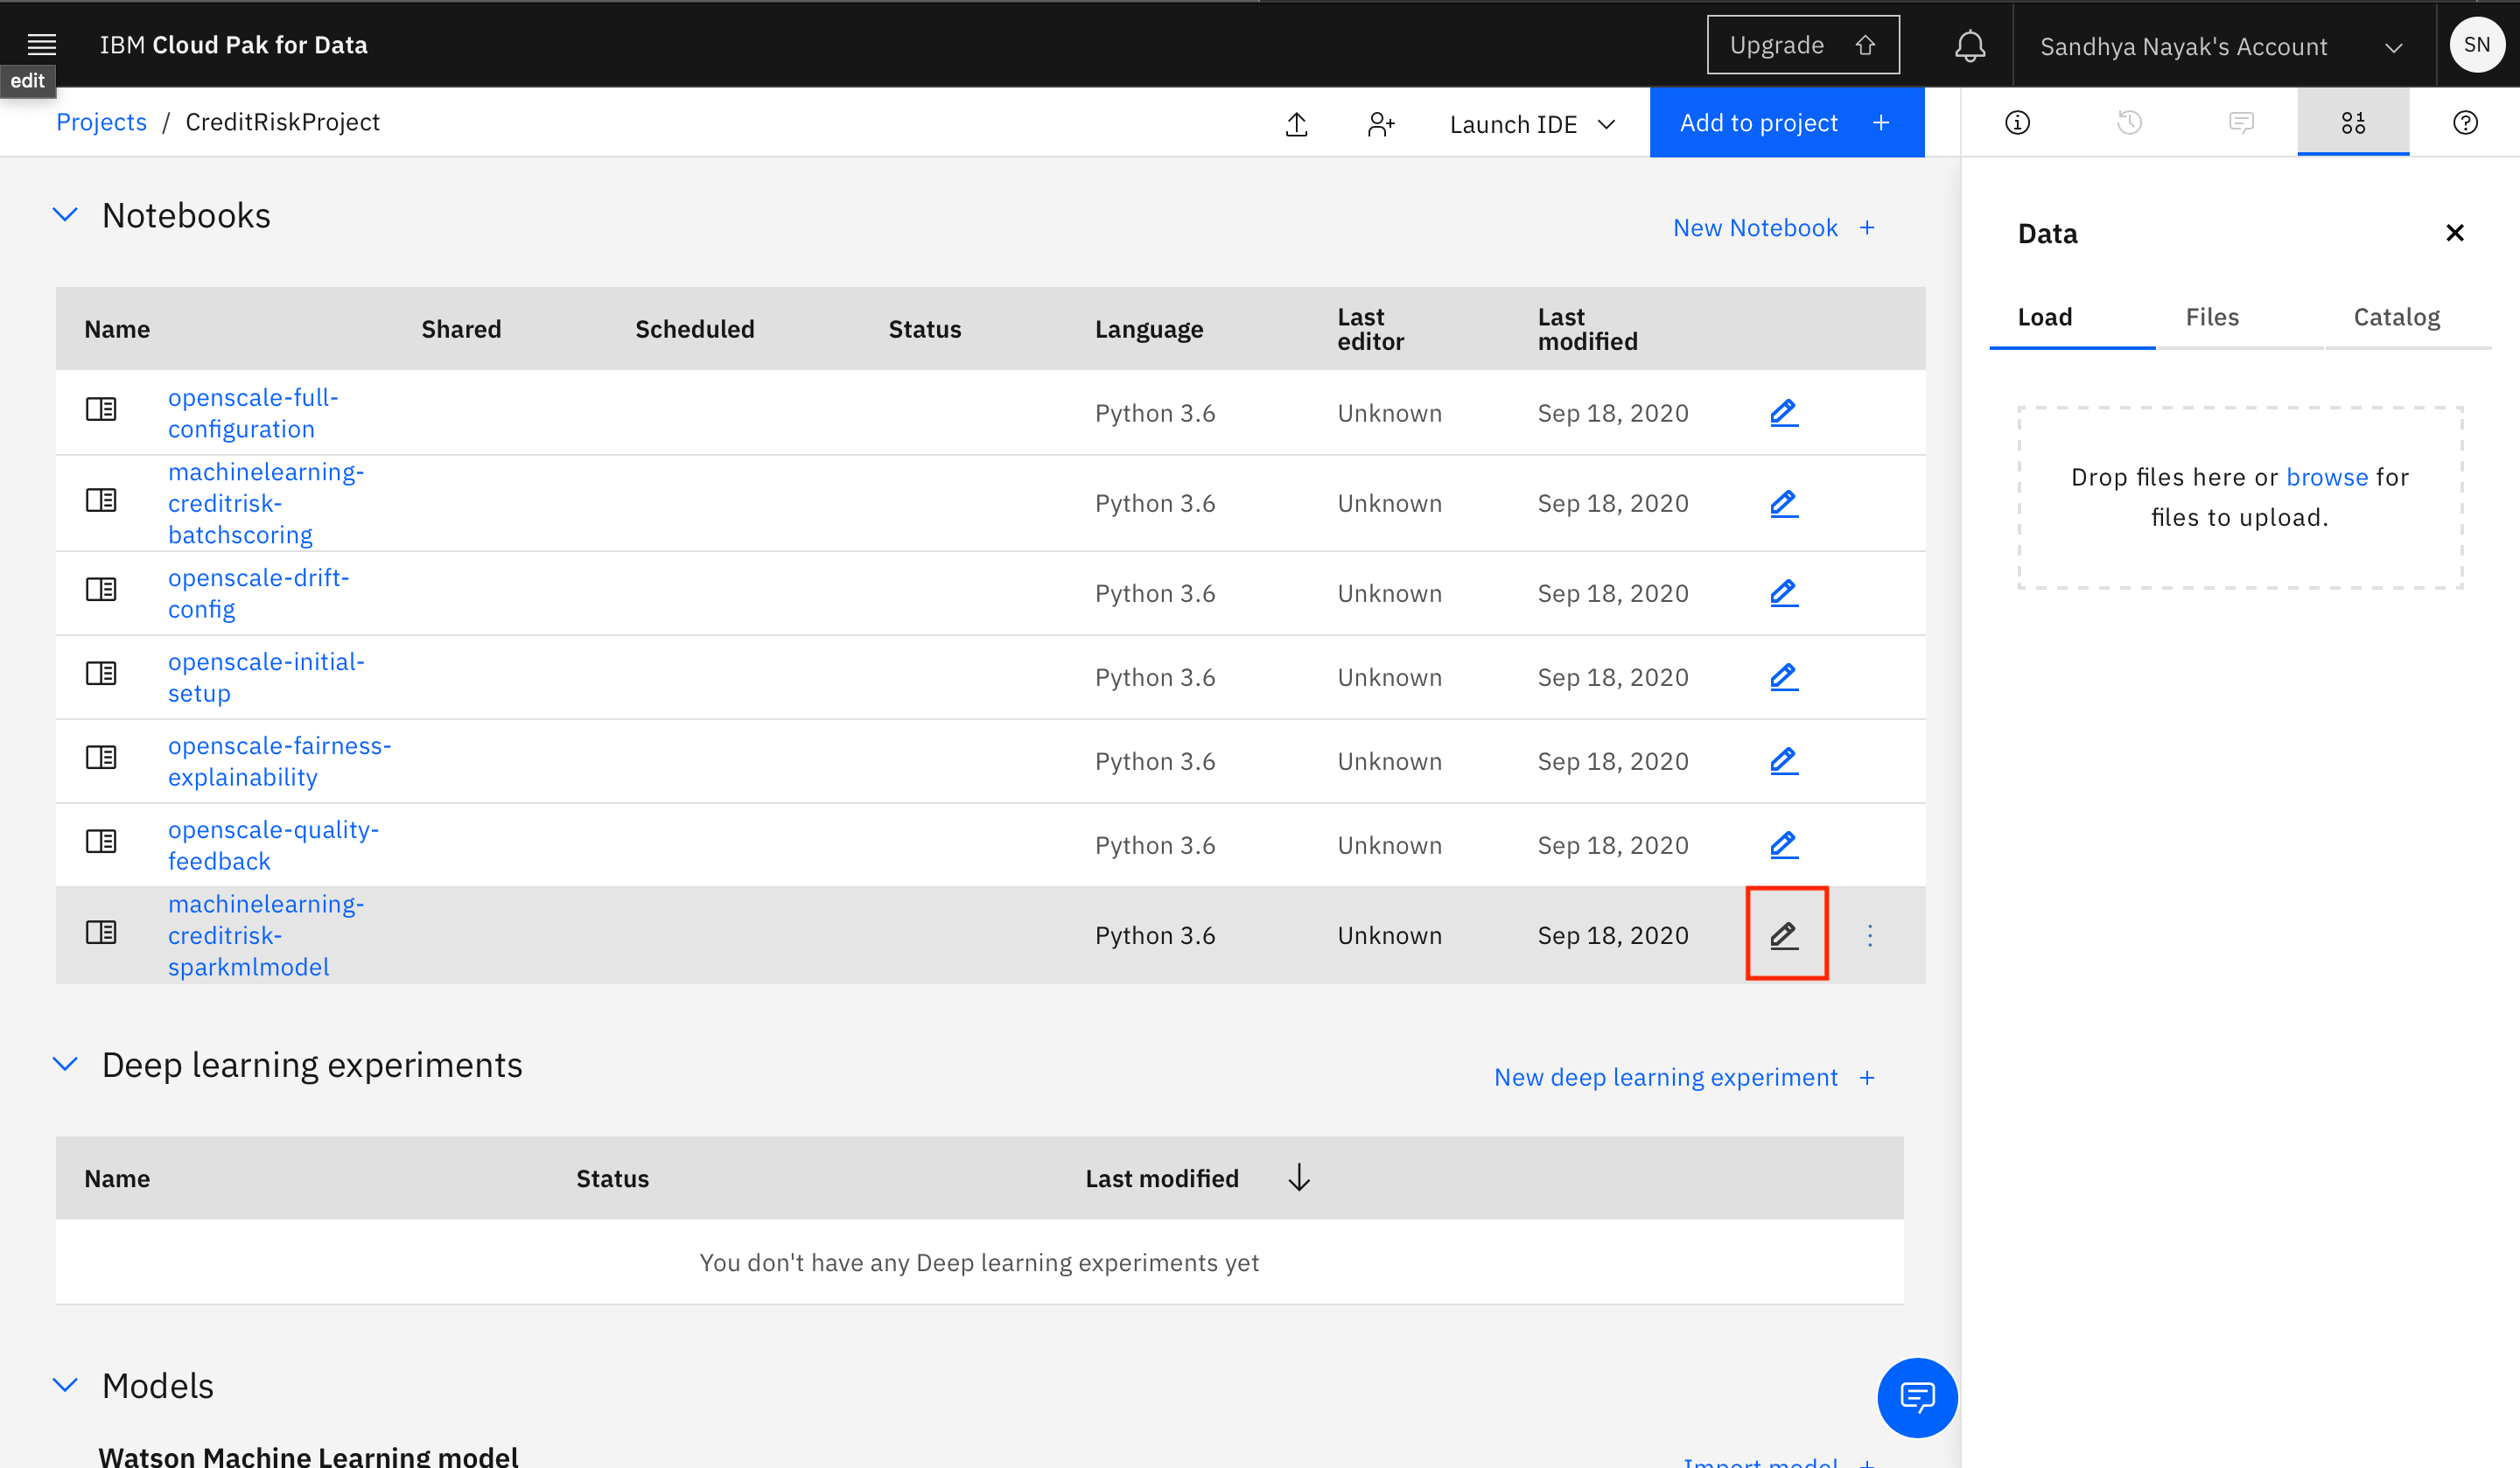 IBM Cloud Pak for Data
Upgrade
Sandhya Nayak's Account
SN
edit
Projects / CreditRiskProject
Launch IDE
Add to project +
Notebooks
New Notebook +
Name Shared Scheduled Status Language Last editor Last modified
openscale-full-
configuration
Python 3.6 Unknown Sep 18, 2020
machinelearning-
creditrisk-
batchscoring
Python 3.6 Unknown Sep 18, 2020
openscale-drift-
config
Python 3.6 Unknown Sep 18, 2020
openscale-initial-
setup
Python 3.6 Unknown Sep 18, 2020
openscale-fairness-
explainability
Python 3.6 Unknown Sep 18, 2020
openscale-quality-
feedback
Python 3.6 Unknown Sep 18, 2020
machinelearning-
creditrisk-
sparkmlmodel
Python 3.6 Unknown Sep 18, 2020
Deep learning experiments
New deep learning experiment +
Name Status Last modified
You don't have any Deep learning experiments yet
Models
Watson Machine Learning model
Import model +
Data
Load Files Catalog
Drop files here or browse for
files to upload.